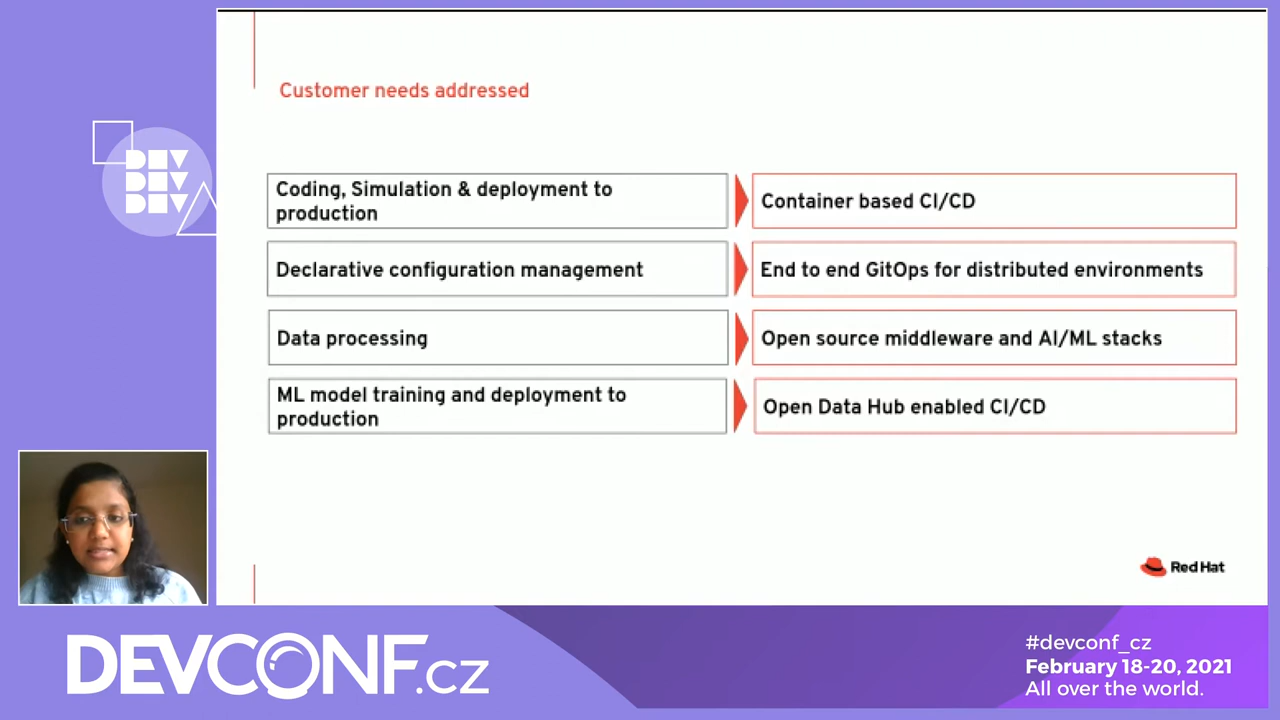 Customer needs addressed
Coding, Simulation & deployment to
production
Container based CI/CD
Declarative configuration management
End to end GitOps for distributed environments
Data processing
Open source middleware and AI/ML stacks
ML model training and deployment to
production
Open Data Hub enabled CI/CD
Red Hat
DEV
DEV
DEV
DEVCONF.cz
#devconf_cz
February 18-20, 2021
All over the world.